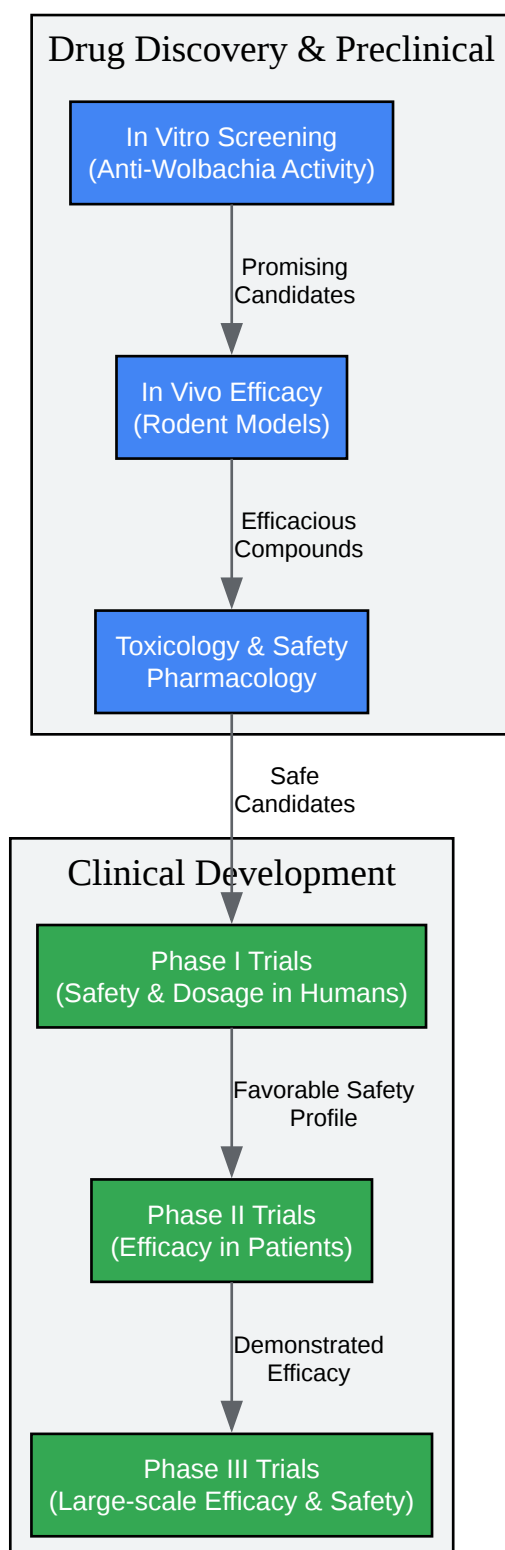 Drug Discovery & Preclinical
In Vitro Screening
(Anti-Wolbachia Activity)
Promising
Candidates
In Vivo Efficacy
(Rodent Models)
Efficacious
Compounds
Toxicology & Safety
Pharmacology
Safe
Candidates
Clinical Development
Phase I Trials
(Safety & Dosage in Humans)
Favorable Safety
Profile
Phase II Trials
(Efficacy in Patients)
Demonstrated
Efficacy
Phase III Trials
(Large-scale Efficacy & Safety)